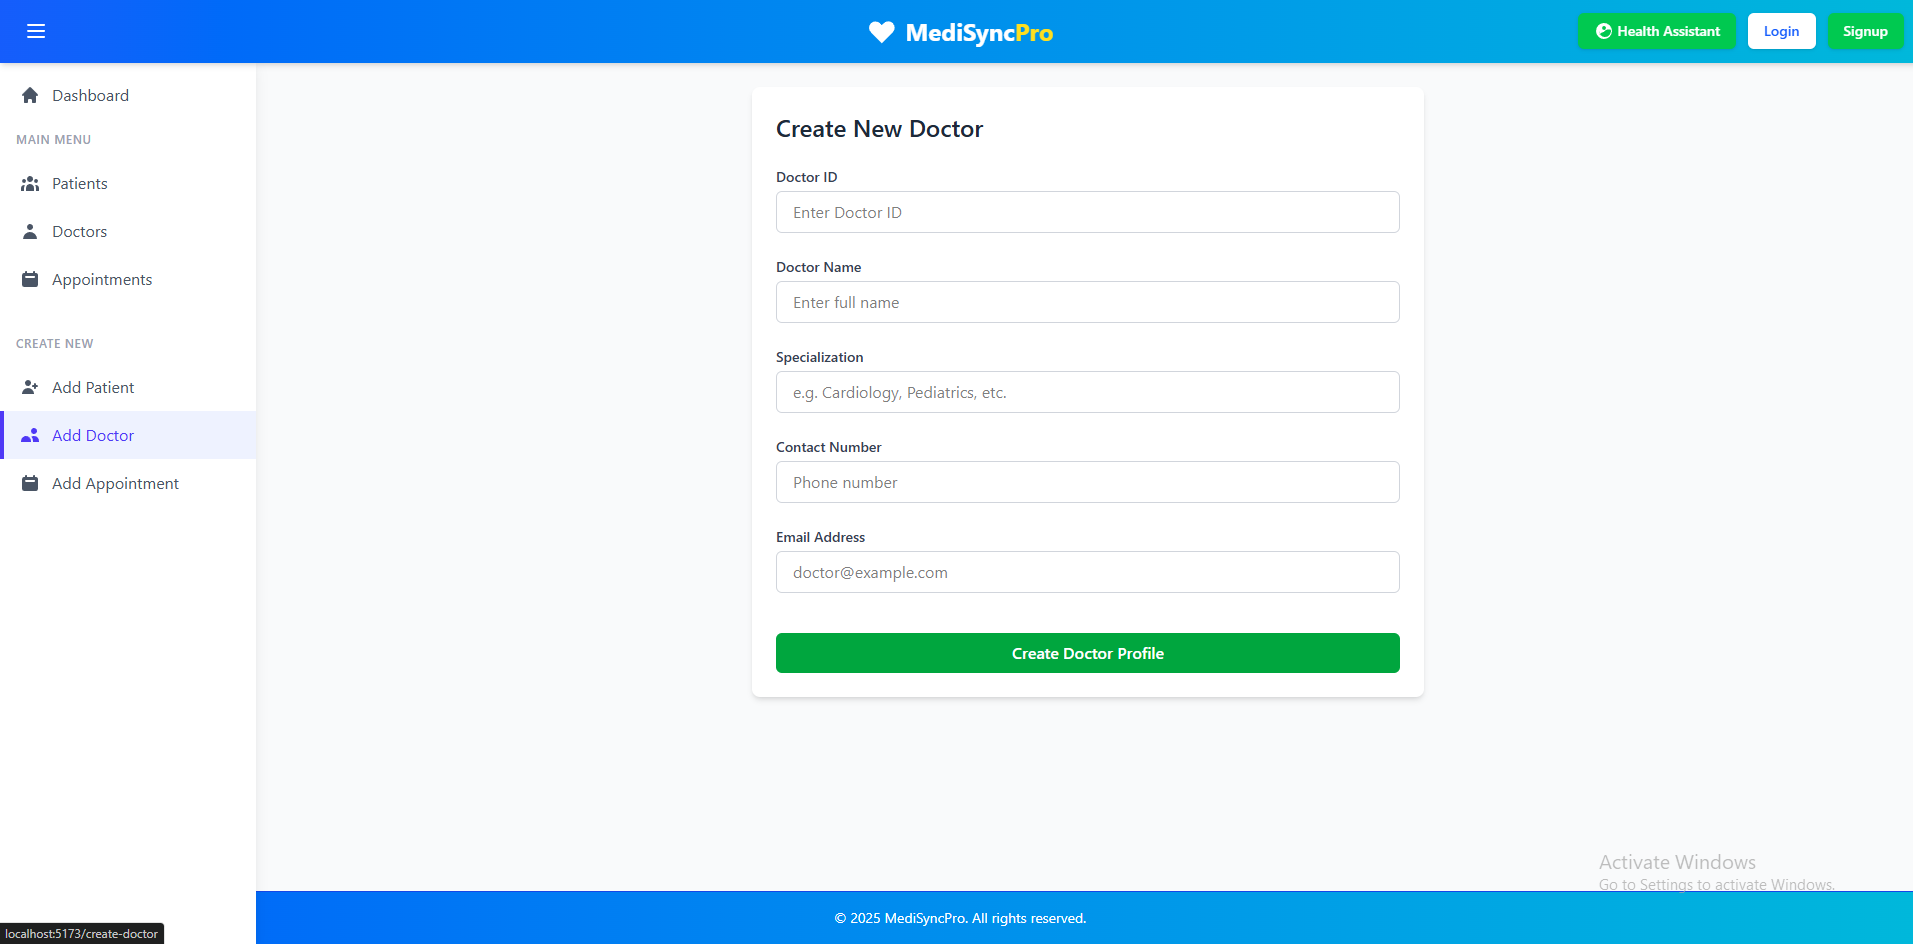 MediSyncPro
Health Assistant
Login
Signup
Dashboard
MAIN MENU
Patients
Doctors
Appointments
CREATE NEW
Add Patient
Add Doctor
Add Appointment
Create New Doctor
Doctor ID
Enter Doctor ID
Doctor Name
Enter full name
Specialization
e.g. Cardiology, Pediatrics, etc.
Contact Number
Phone number
Email Address
doctor@example.com
Create Doctor Profile
Activate Windows
Go to Settings to activate Windows.
© 2025 MediSyncPro. All rights reserved.
localhost:5173/create-doctor